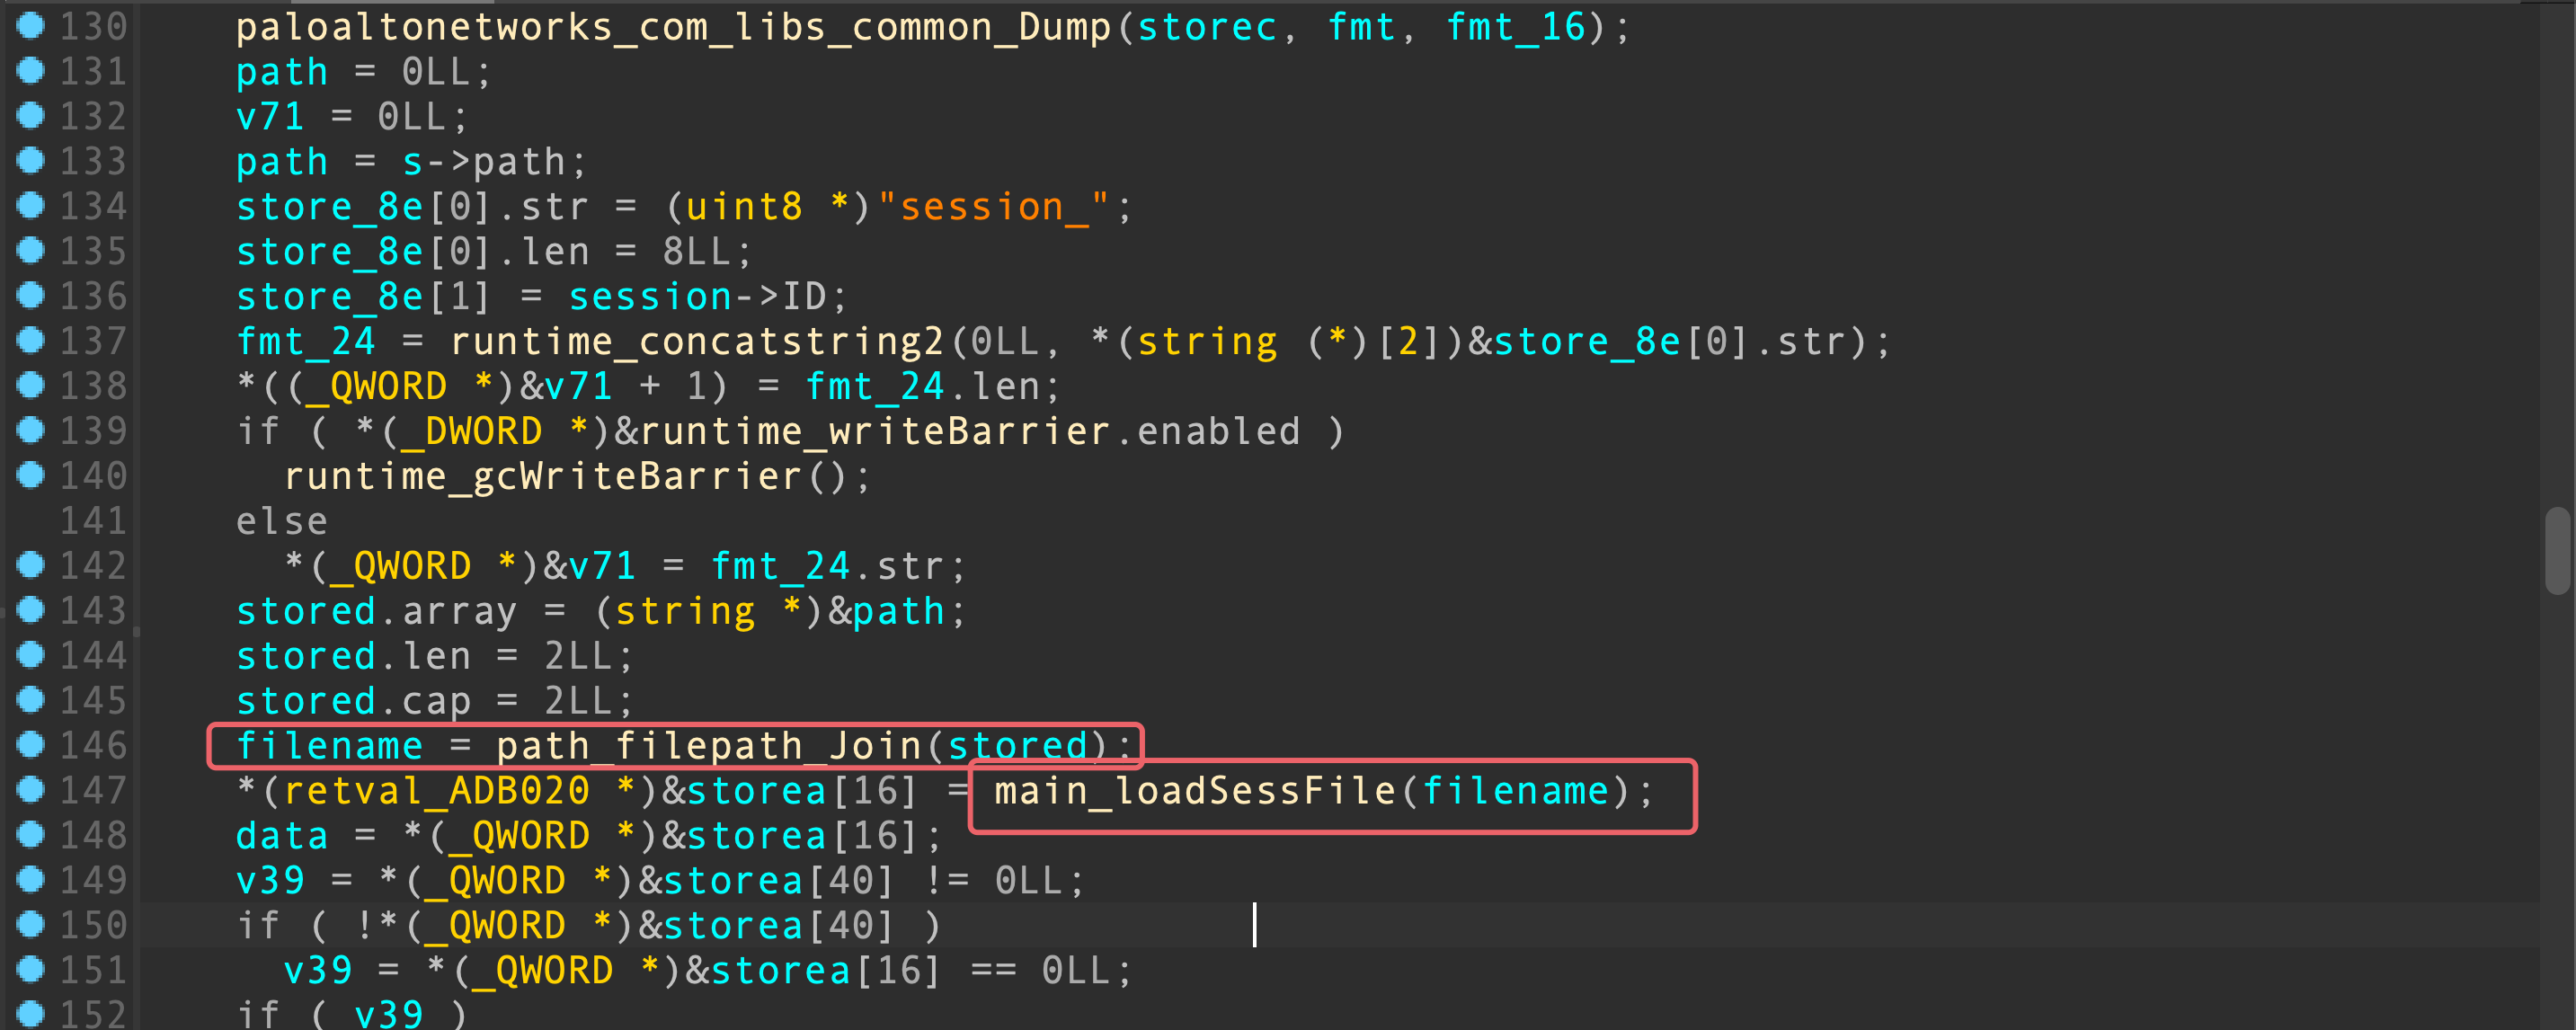 130 paloaltonetworks_com_libs_common_Dump(storec, fmt, fmt_16);
131 path = 0LL;
132 v71 = 0LL;
133 path = s->path;
134 store_8e[0].str = (uint8 *)"session_";
135 store_8e[0].len = 8LL;
136 store_8e[1] = session->ID;
137 fmt_24 = runtime_concatstring2(0LL, *(string (*)[2])&store_8e[0].str);
138 *((_QWORD *)&v71 + 1) = fmt_24.len;
139 if ( *(_DWORD *)&runtime_writeBarrier.enabled )
140 runtime_gcWriteBarrier();
141 else
142 *(_QWORD *)&v71 = fmt_24.str;
143 stored.array = (string *)&path;
144 stored.len = 2LL;
145 stored.cap = 2LL;
146 filename = path_filepath_Join(stored);
147 *(retval_ADB020 *)&storea[16] = main_loadSessFile(filename);
148 data = *(_QWORD *)&storea[16];
149 v39 = *(_QWORD *)&storea[40] != 0LL;
150 if ( !*(_QWORD *)&storea[40] )
151 v39 = *(_QWORD *)&storea[16] == 0LL;
152 if ( v39 )